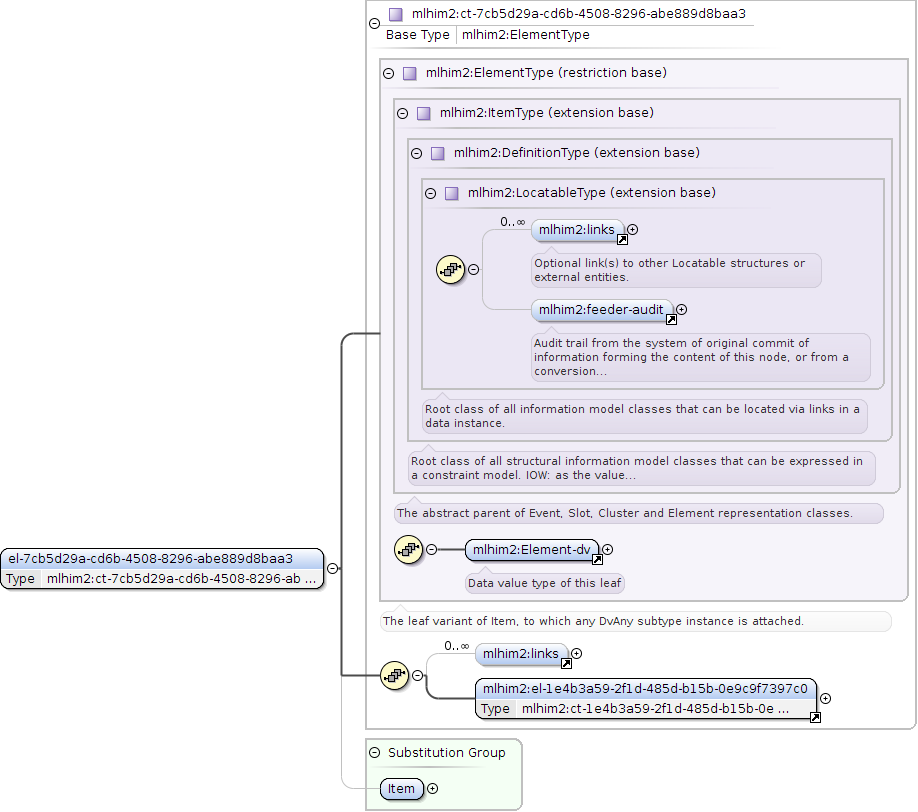 mlhim2:ct-7cb5d29a-cd6b-4508-8296-abe889d8baa3
Base Type mlhim2:ElementType
mlhim2:ElementType (restriction base)
mlhim2:ItemType (extension base)
mlhim2:DefinitionType (extension base)
mlhim2:LocatableType (extension base)
0..∞
mlhim2:links
Optional link(s) to other Locatable structures or
external entities.
mlhim2:feeder-audit
Audit trail from the system of original commit of
information forming the content of this node, or from a
conversion...
Root class of all information model classes that can be located via links in a
data instance.
Root class of all structural information model classes that can be expressed in
a constraint model. IOW: as the value...
The abstract parent of Event, Slot, Cluster and Element representation classes.
mlhim2:Element-dv
Data value type of this leaf
el-7cb5d29a-cd6b-4508-8296-abe889d8baa3
Type mlhim2:ct-7cb5d29a-cd6b-4508-8296-ab ...
The leaf variant of Item, to which any DvAny subtype instance is attached.
0..∞
mlhim2:links
mlhim2:el-1e4b3a59-2f1d-485d-b15b-0e9c9f7397c0
Type mlhim2:ct-1e4b3a59-2f1d-485d-b15b-0e ...
Substitution Group
Item